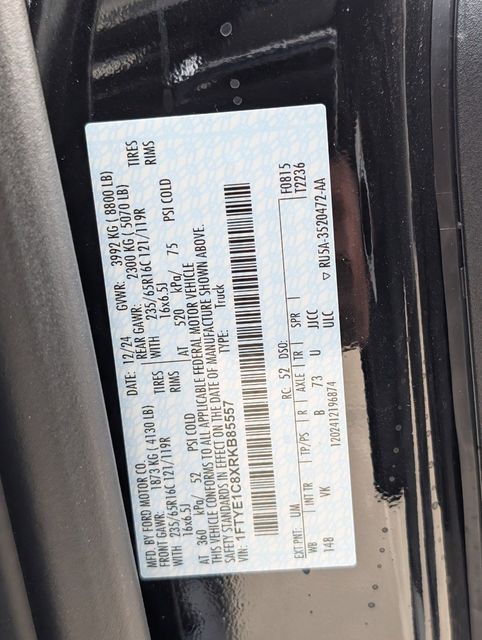 MFD. BY FORD MOTOR CO.
DATE: 12/24
GVWR: 3992 KG ( 8800 LB)
FRONT GAWR: 1873 KG ( 4130 LB)
REAR GAWR: 2300 KG ( 5070 LB)
WITH 235/65R16C 121/119R TIRES
WITH 235/65R16C 121/119R TIRES
16x6.5J RIMS
16x6.5J RIMS
AT 360 kPa/ 52 PSI COLD
AT 520 kPa/ 75 PSI COLD
THIS VEHICLE CONFORMS TO ALL APPLICABLE FEDERAL MOTOR VEHICLE
SAFETY STANDARDS IN EFFECT ON THE DATE OF MANUFACTURE SHOWN ABOVE.
VIN: 1FTYE1C8XRKB85557
TYPE: Truck
F0815
T2236
EXT PNT: UM RC: 52 DSO:
WB INT TR TP/PS R AXLE TR SPR
148 VK B 73 U JJCC
ULC
1202412196874
▽ RU5A-3520472-AA